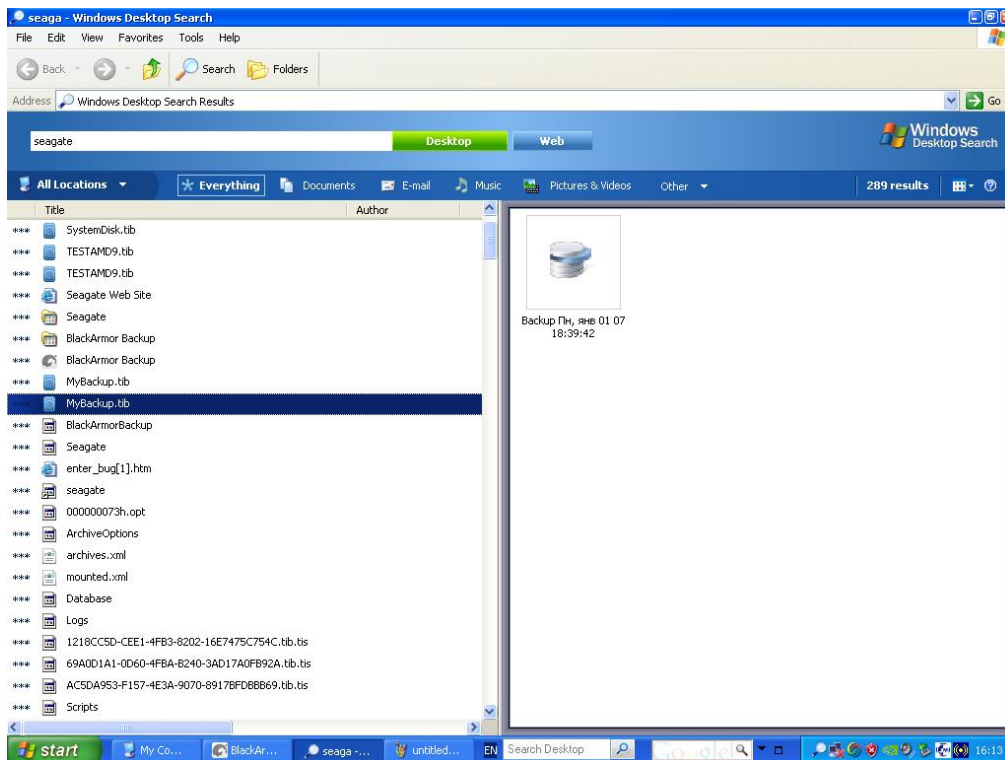 seaga - Windows Desktop Search
File Edit View Favorites Tools Help
Back Search Folders
Address Windows Desktop Search Results Go
seagate Desktop Web Windows Desktop Search
All Locations Everything Documents E-mail Music Pictures & Videos Other 289 results
Title Author
*** SystemDisk.tib
*** TESTAMD9.tib
*** TESTAMD9.tib
*** Seagate Web Site
*** Seagate
*** BlackArmor Backup
*** BlackArmor Backup
*** MyBackup.tib
MyBackup.tib
*** BlackArmorBackup
*** Seagate
*** enter_bug[1].htm
*** seagate
*** 000000073h.opt
*** ArchiveOptions
*** archives.xml
*** mounted.xml
*** Database
*** Logs
*** 1218CC5D-CEE1-4FB3-8202-16E7475C754C.tib.tis
*** 69A0D1A1-0D60-4FBA-B240-3AD17A0FB92A.tib.tis
*** AC5DA953-F157-4E3A-9070-8917BFDBBB69.tib.tis
*** Scripts
Backup Пн, янв 01 07
18:39:42
start My Co... BlackAr... seaga -... untitled... EN Search Desktop Google 16:13